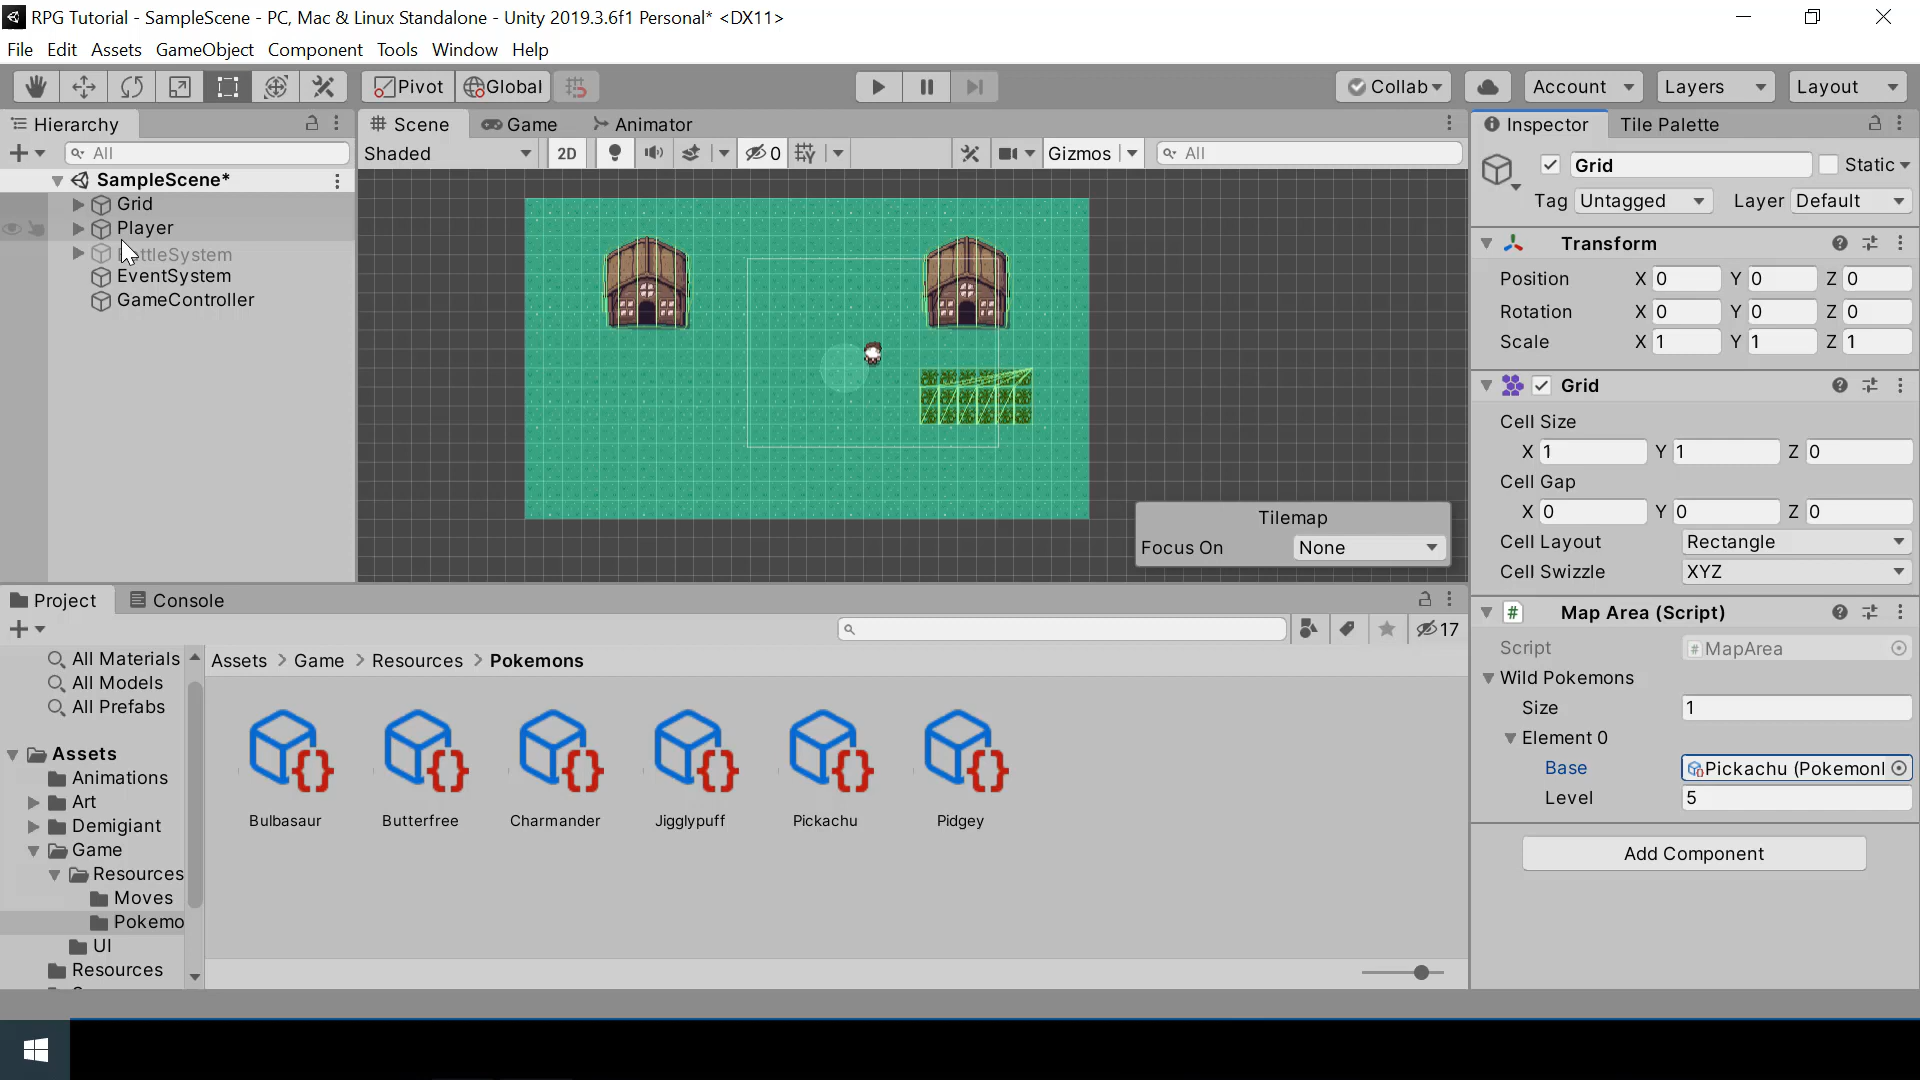 RPG Tutorial - SampleScene - PC, Mac & Linux Standalone - Unity 2019.3.6f1 Personal* <DX11>
File Edit Assets GameObject Component Tools Window Help
Pivot Global Collab Account Layers Layout
Hierarchy
All
SampleScene*
Grid
Player
ttleSystem
EventSystem
GameController
Scene Game Animator
Shaded 2D 0 Gizmos All
Tilemap
Focus On None
Project Console
17
All Materials
All Models
All Prefabs
Assets
Animations
Art
Demigiant
Game
Resources
Moves
Pokemo
UI
Resources
Assets > Game > Resources > Pokemons
Bulbasaur Butterfree Charmander Jigglypuff Pickachu Pidgey
Inspector Tile Palette
Grid Static
Tag Untagged Layer Default
Transform
Position X 0 Y 0 Z 0
Rotation X 0 Y 0 Z 0
Scale X 1 Y 1 Z 1
Grid
Cell Size
X 1 Y 1 Z 0
Cell Gap
X 0 Y 0 Z 0
Cell Layout Rectangle
Cell Swizzle XYZ
# Map Area (Script)
Script # MapArea
Wild Pokemons
Size 1
Element 0
Base Pickachu (Pokemon
Level 5
Add Component